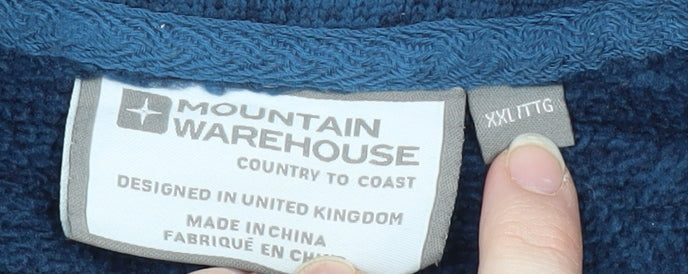 MOUNTAIN
WAREHOUSE
COUNTRY TO COAST
DESIGNED IN UNITED KINGDOM
MADE IN CHINA
FABRIQUÉ EN
XXL/TTG